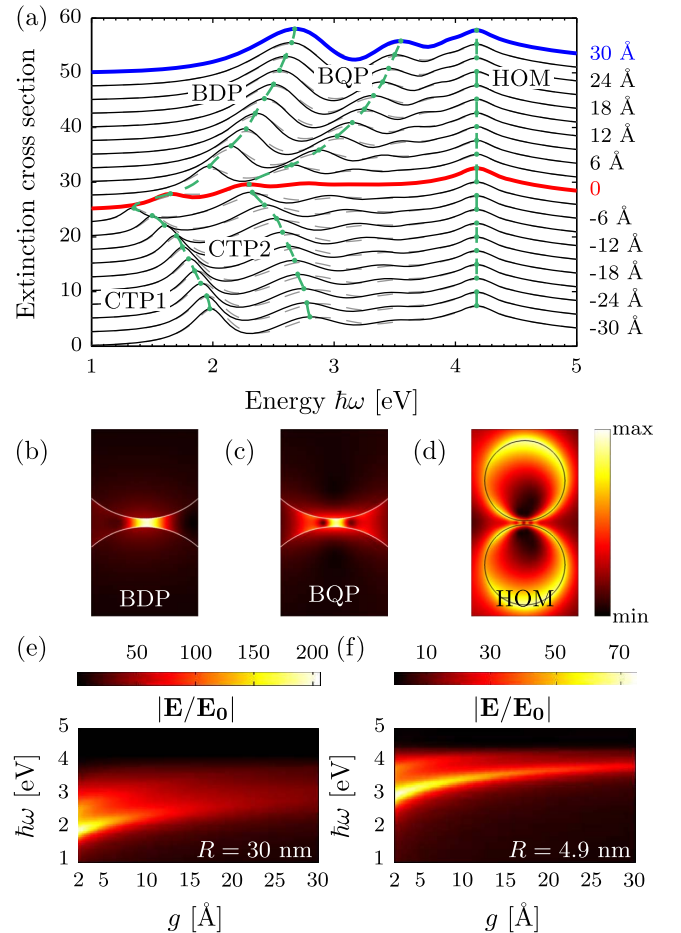 (a)
Extinction cross section
60
50
40
30
20
10
0
BDP
BQP
HOM
CTP2
CTP1
30 Å
24 Å
18 Å
12 Å
6 Å
0
-6 Å
-12 Å
-18 Å
-24 Å
-30 Å
1 2 3 4 5
Energy ℏω [eV]
(b) (c) (d)
BDP BQP HOM
max
min
(e) 50 100 150 200 (f) 10 30 50 70
|E/E₀| |E/E₀|
ℏω [eV]
5
4
3
2
1
R = 30 nm
2 5 10 15 20 25 30
g [Å]
ℏω [eV]
5
4
3
2
1
R = 4.9 nm
2 5 10 15 20 25 30
g [Å]